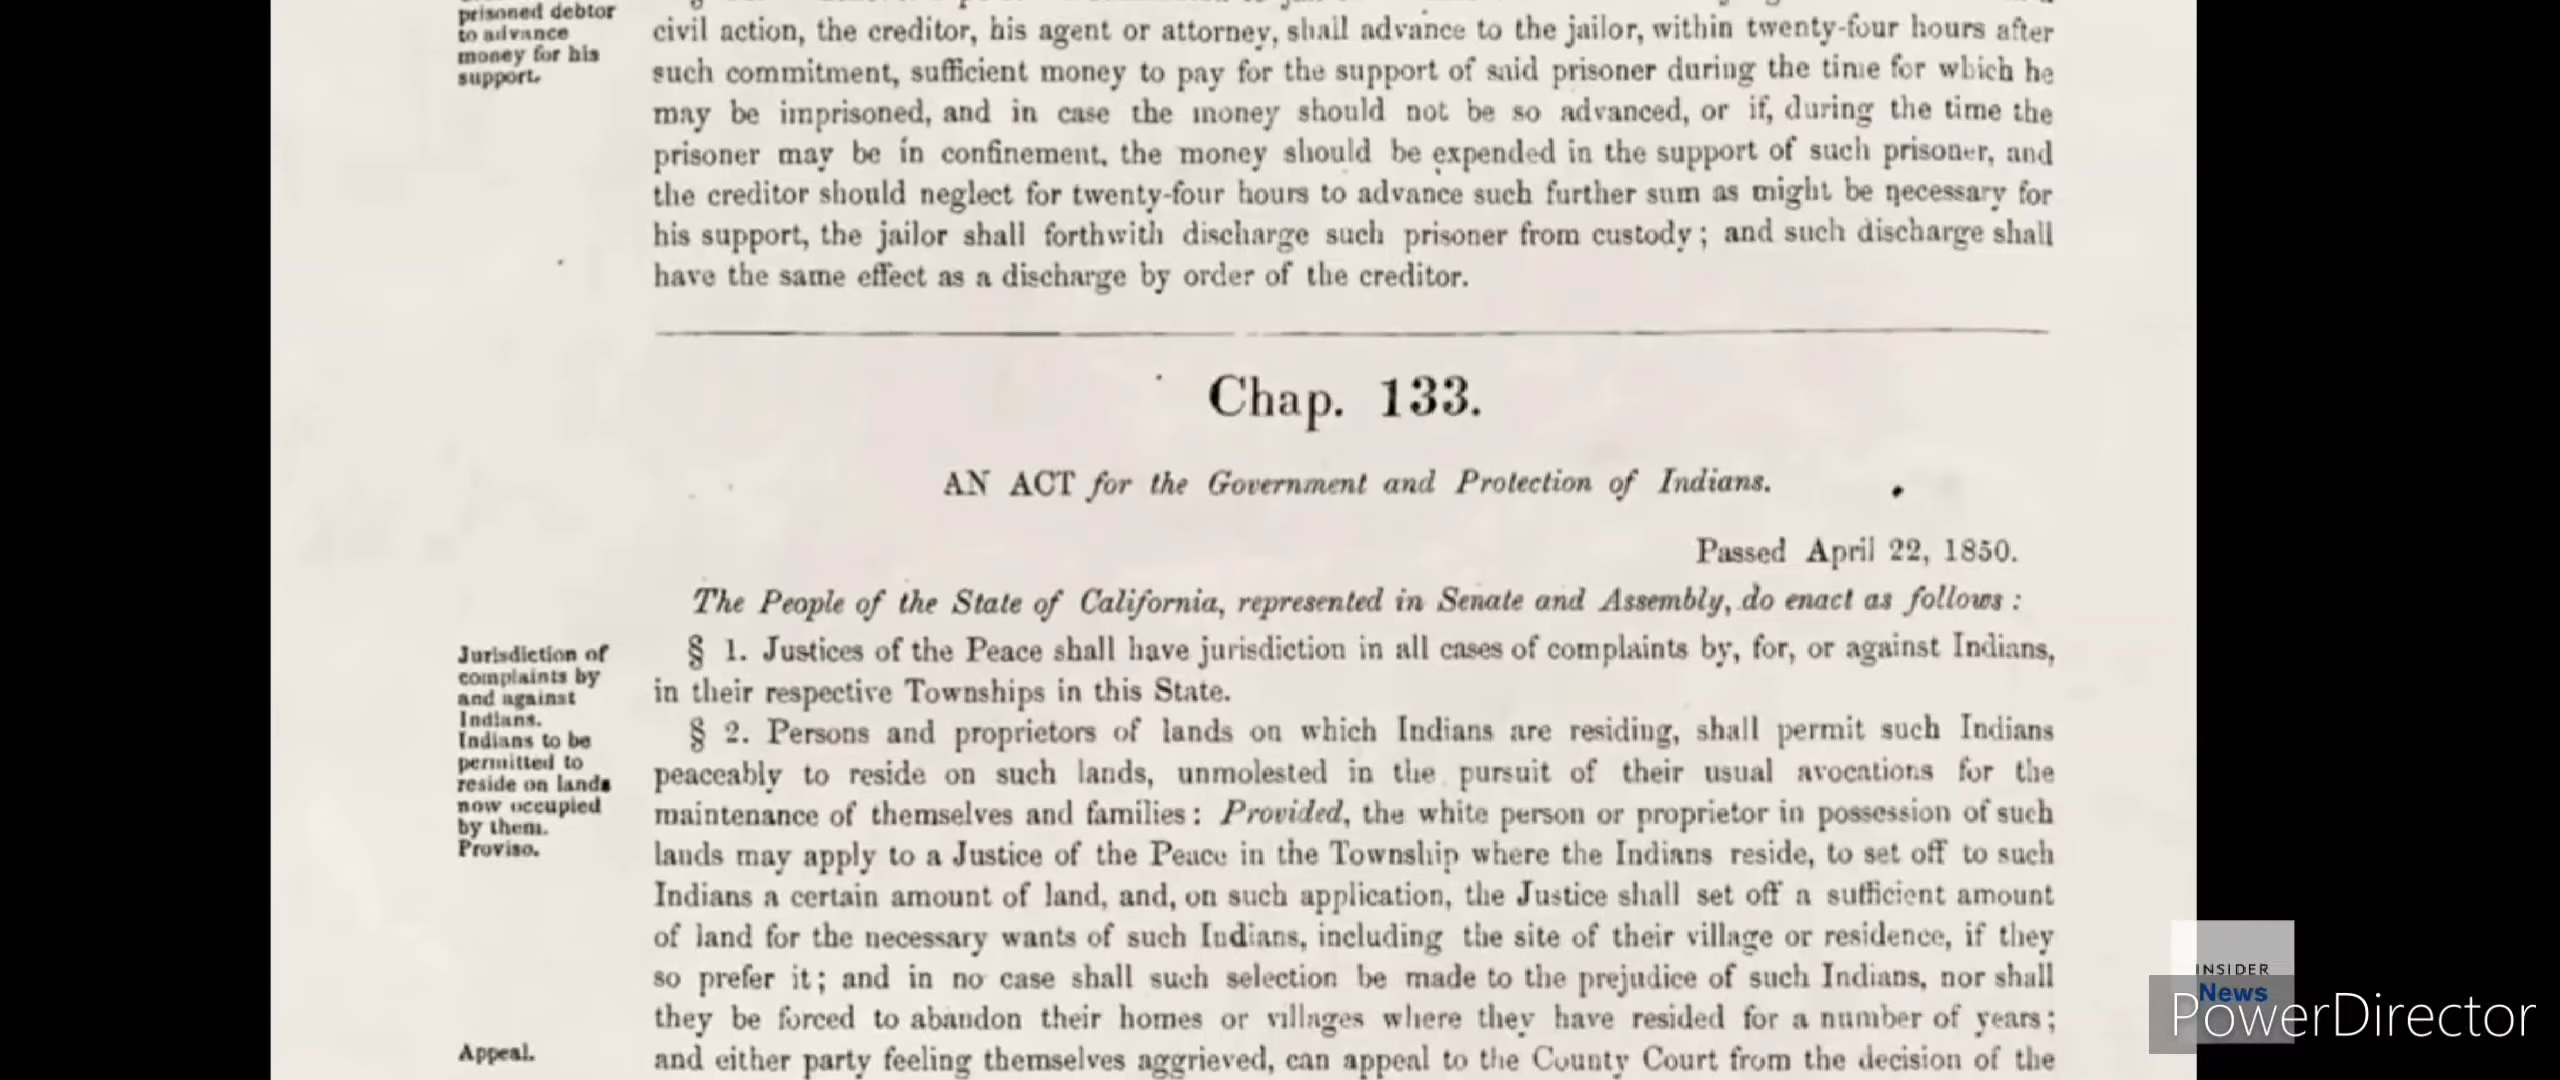 prisoned debtor
to advance
money for his
support.
civil action, the creditor, his agent or attorney, shall advance to the jailor, within twenty-four hours after
such commitment, sufficient money to pay for the support of said prisoner during the time for which he
may be imprisoned, and in case the money should not be so advanced, or if, during the time the
prisoner may be in confinement, the money should be expended in the support of such prisoner, and
the creditor should neglect for twenty-four hours to advance such further sum as might be necessary for
his support, the jailor shall forthwith discharge such prisoner from custody; and such discharge shall
have the same effect as a discharge by order of the creditor.
Chap. 133.
AN ACT for the Government and Protection of Indians.
Passed April 22, 1850.
The People of the State of California, represented in Senate and Assembly, do enact as follows:
Jurisdiction of
complaints by
and against
Indians.
Indians to be
permitted to
reside on lands
now occupied
by them.
Proviso.
§ 1. Justices of the Peace shall have jurisdiction in all cases of complaints by, for, or against Indians,
in their respective Townships in this State.
§ 2. Persons and proprietors of lands on which Indians are residing, shall permit such Indians
peaceably to reside on such lands, unmolested in the pursuit of their usual avocations for the
maintenance of themselves and families: Provided, the white person or proprietor in possession of such
lands may apply to a Justice of the Peace in the Township where the Indians reside, to set off to such
Indians a certain amount of land, and, on such application, the Justice shall set off a sufficient amount
of land for the necessary wants of such Indians, including the site of their village or residence, if they
so prefer it; and in no case shall such selection be made to the prejudice of such Indians, nor shall
they be forced to abandon their homes or villages where they have resided for a number of years;
Appeal.
and either party feeling themselves aggrieved, can appeal to the County Court from the decision of the
INSIDER
News
PowerDirector